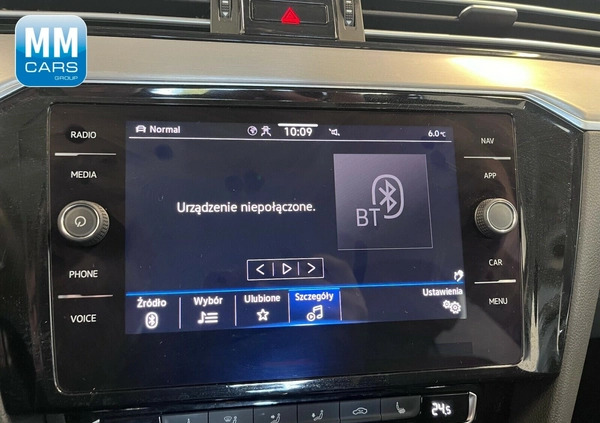 MM
CARS
GROUP
RADIO
MEDIA
PHONE
VOICE
NAV
APP
CAR
MENU
Normal
10:09
6.0°C
Urządzenie niepołączone.
BT
Źródło
Wybór
Ulubione
Szczegóły
Ustawienia
24.5